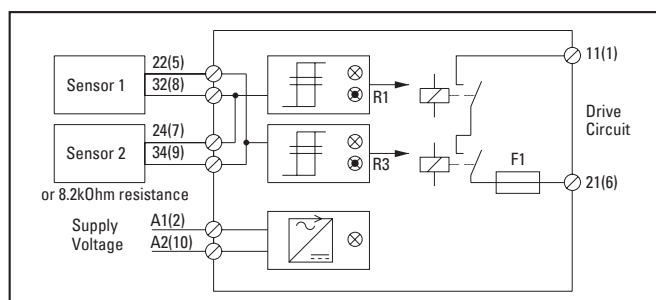 Sensor 1
22(5)
32(8)
Sensor 2
24(7)
34(9)
or 8.2kOhm resistance
Supply
Voltage
A1(2)
A2(10)
R1
R3
F1
11(1)
Drive
Circuit
21(6)